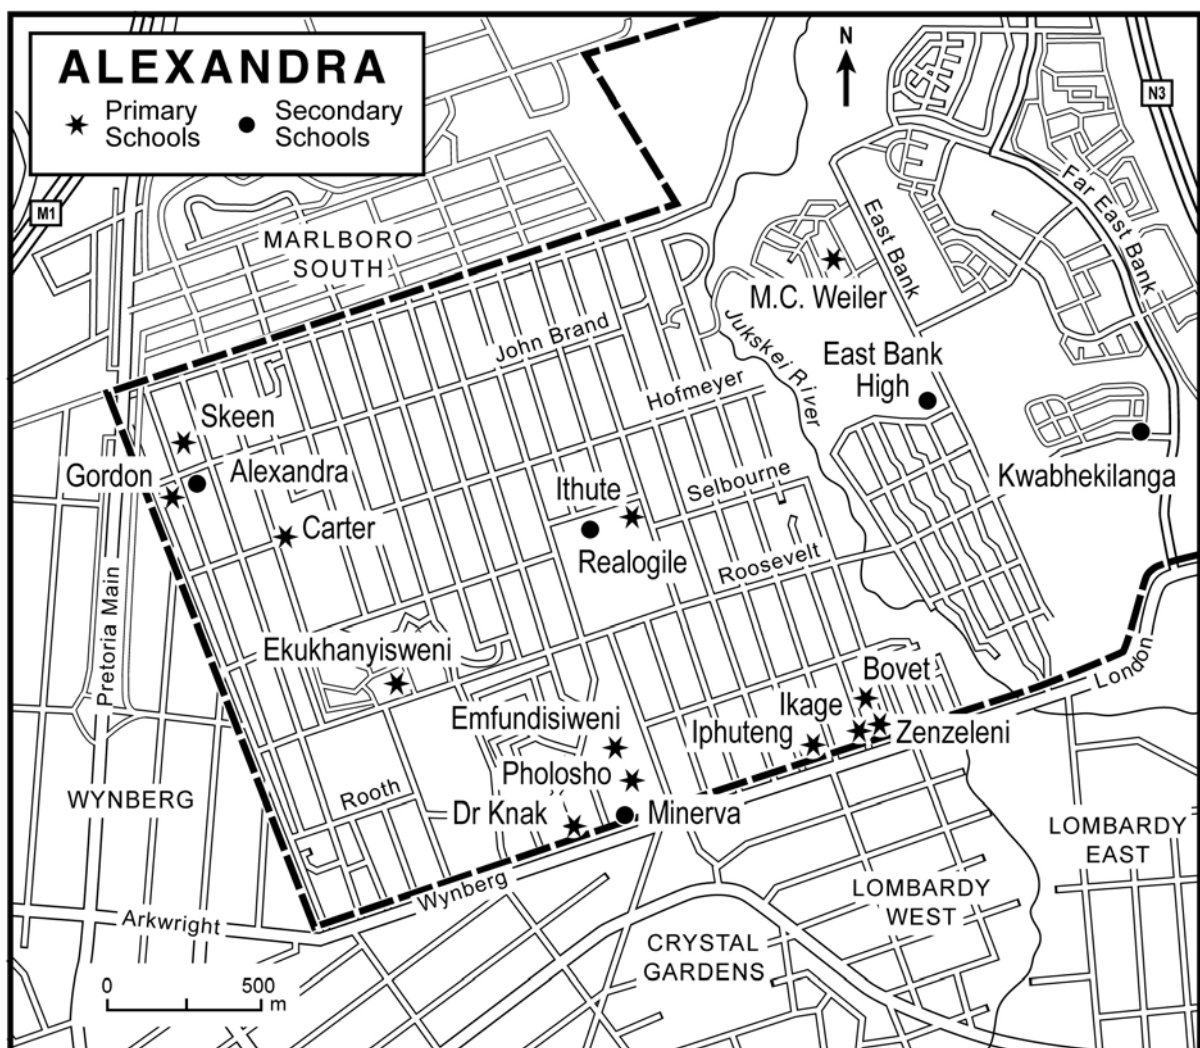 ALEXANDRA
Primary
Schools
Secondary
Schools
N
N3
M1
MARLBORO
SOUTH
East Bank
Far East Bank
M.C. Weiler
John Brand
Jukskei River
East Bank
High
Hofmeyer
Skeen
Gordon
Alexandra
Kwabhekilanga
Ithute
Selbourne
Carter
Realogile
Roosevelt
Pretoria Main
Ekukhanyisweni
Bovet
London
Ikage
Emfundisiweni
Iphuteng
Zenzeleni
Pholosho
WYNBERG
Rooth
Dr Knak
Minerva
LOMBARDY
EAST
Wynberg
LOMBARDY
WEST
Arkwright
CRYSTAL
GARDENS
0
500
m